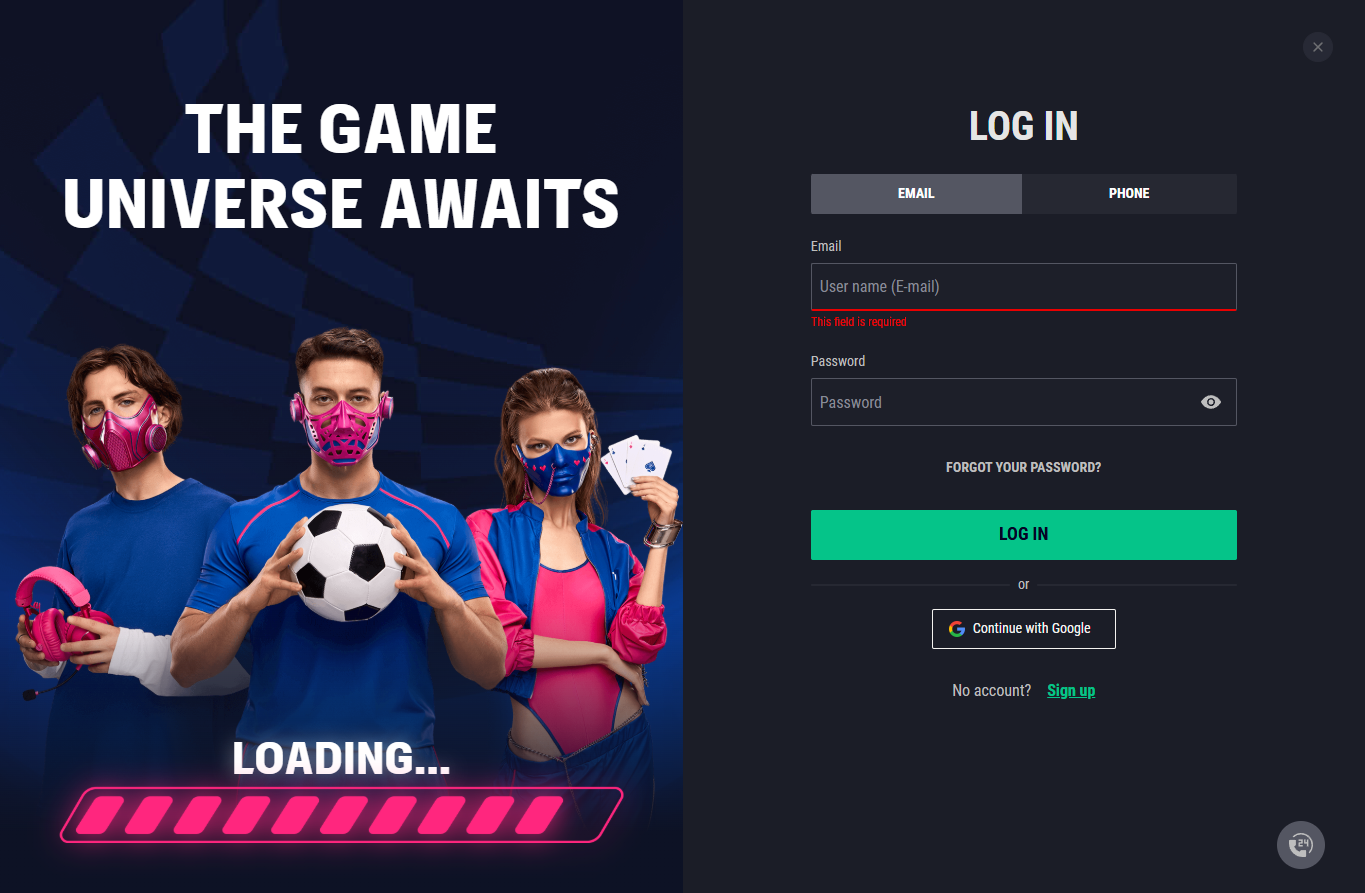 THE GAME
UNIVERSE AWAITS
LOADING...
LOG IN
EMAIL
PHONE
Email
User name (E-mail)
This field is required
Password
Password
FORGOT YOUR PASSWORD?
LOG IN
or
Continue with Google
No account? Sign up
24